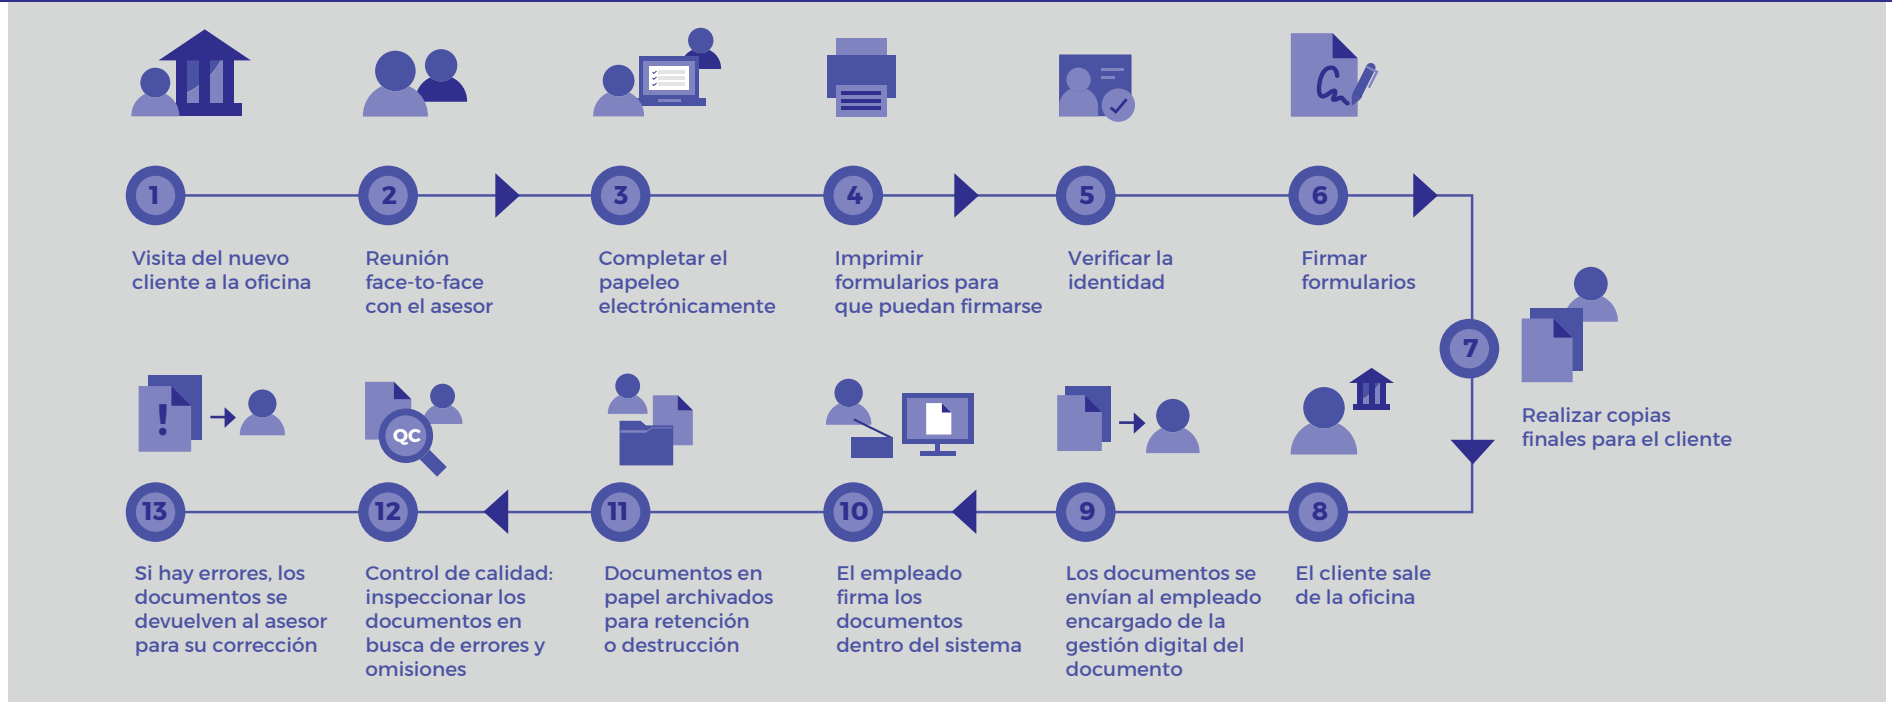 1
Visita del nuevo
cliente a la oficina
2
Reunión
face-to-face
con el asesor
3
Completar el
papeleo
electrónicamente
4
Imprimir
formularios para
que puedan firmarse
5
Verificar la
identidad
6
Firmar
formularios
7
Realizar copias
finales para el cliente
8
El cliente sale
de la oficina
9
Los documentos se
envían al empleado
encargado de la
gestión digital del
documento
10
El empleado
firma los
documentos
dentro del sistema
11
Documentos en
papel archivados
para retención
o destrucción
QC
12
Control de calidad:
inspeccionar los
documentos en
busca de errores y
omisiones
!
13
Si hay errores, los
documentos se
devuelven al asesor
para su corrección